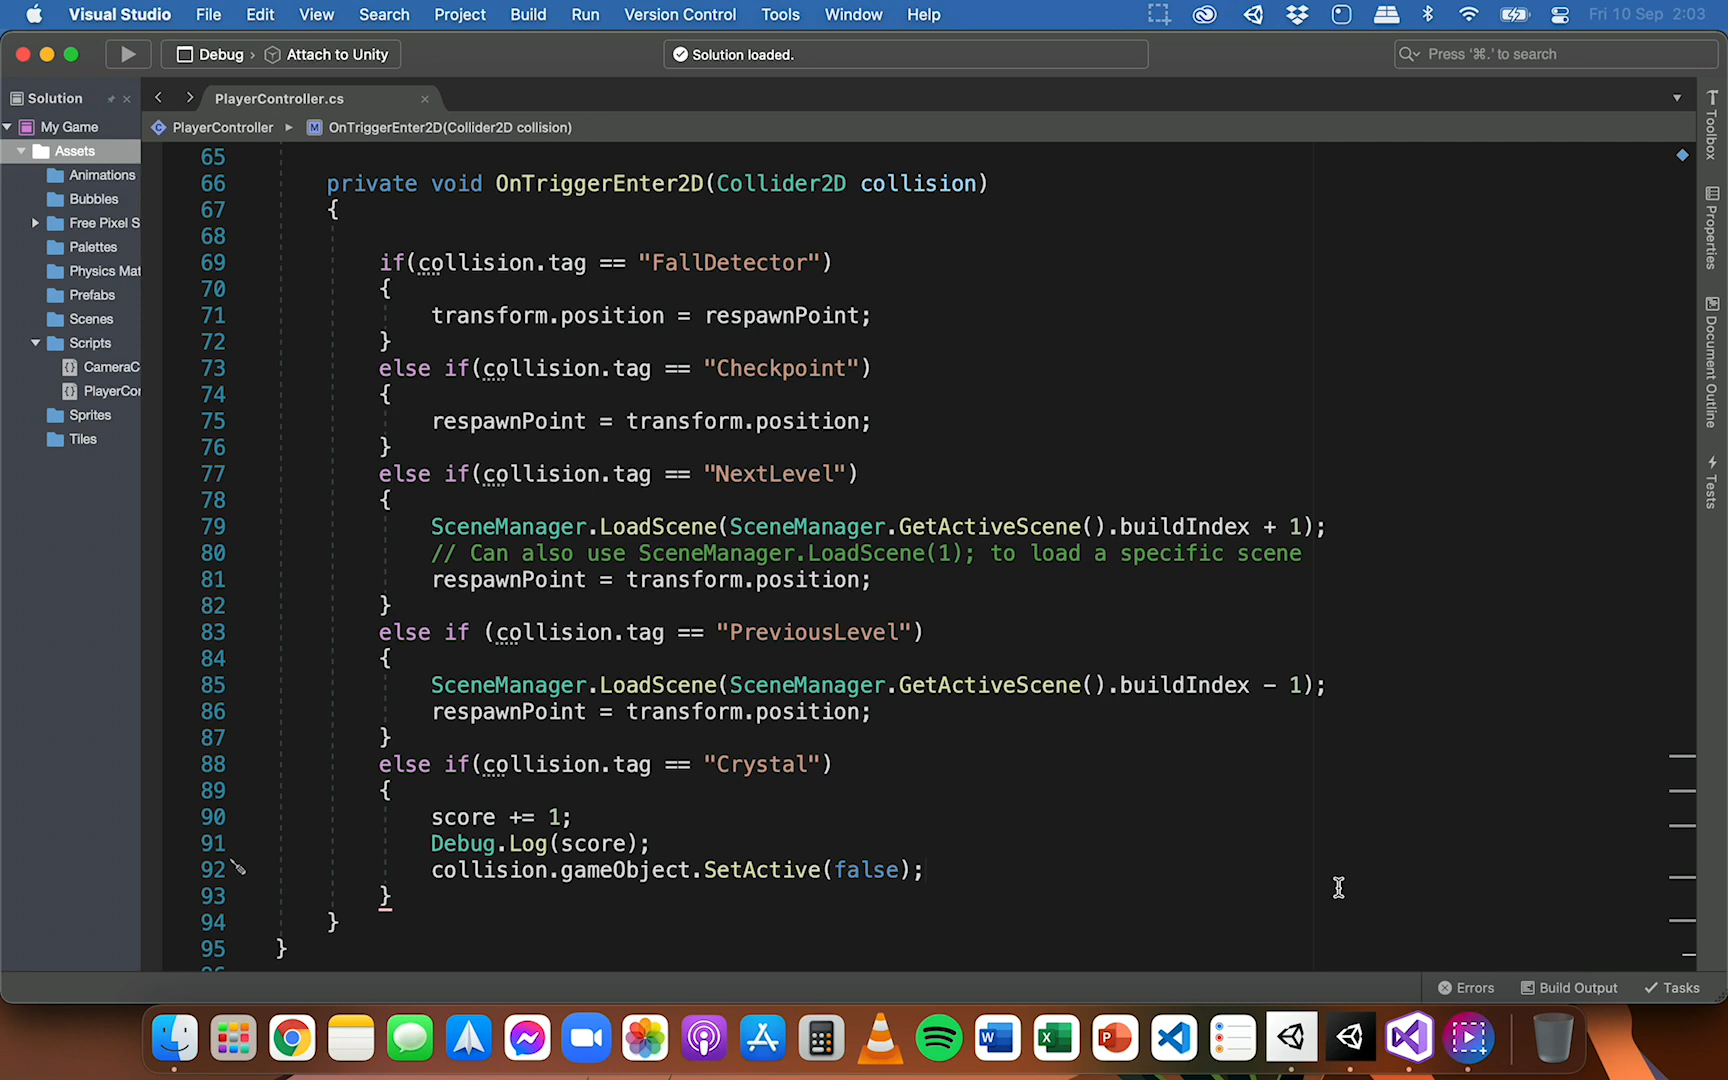 Visual Studio File Edit View Search Project Build Run Version Control Tools Window Help Fri 10 Sep 2:03
Debug › Attach to Unity
Solution loaded.
Press '⌘.' to search
Solution
PlayerController.cs
My Game
PlayerController ▸ M OnTriggerEnter2D(Collider2D collision)
Assets
Animations
Bubbles
Free Pixel S
Palettes
Physics Mat
Prefabs
Scenes
Scripts
CameraC
PlayerCon
Sprites
Tiles
65
66 private void OnTriggerEnter2D(Collider2D collision)
67 {
68
69 if(collision.tag == "FallDetector")
70 {
71 transform.position = respawnPoint;
72 }
73 else if(collision.tag == "Checkpoint")
74 {
75 respawnPoint = transform.position;
76 }
77 else if(collision.tag == "NextLevel")
78 {
79 SceneManager.LoadScene(SceneManager.GetActiveScene().buildIndex + 1);
80 // Can also use SceneManager.LoadScene(1); to load a specific scene
81 respawnPoint = transform.position;
82 }
83 else if (collision.tag == "PreviousLevel")
84 {
85 SceneManager.LoadScene(SceneManager.GetActiveScene().buildIndex - 1);
86 respawnPoint = transform.position;
87 }
88 else if(collision.tag == "Crystal")
89 {
90 score += 1;
91 Debug.Log(score);
92 collision.gameObject.SetActive(false);
93 }
94 }
95 }
Toolbox
Properties
Document Outline
Tests
Errors Build Output Tasks